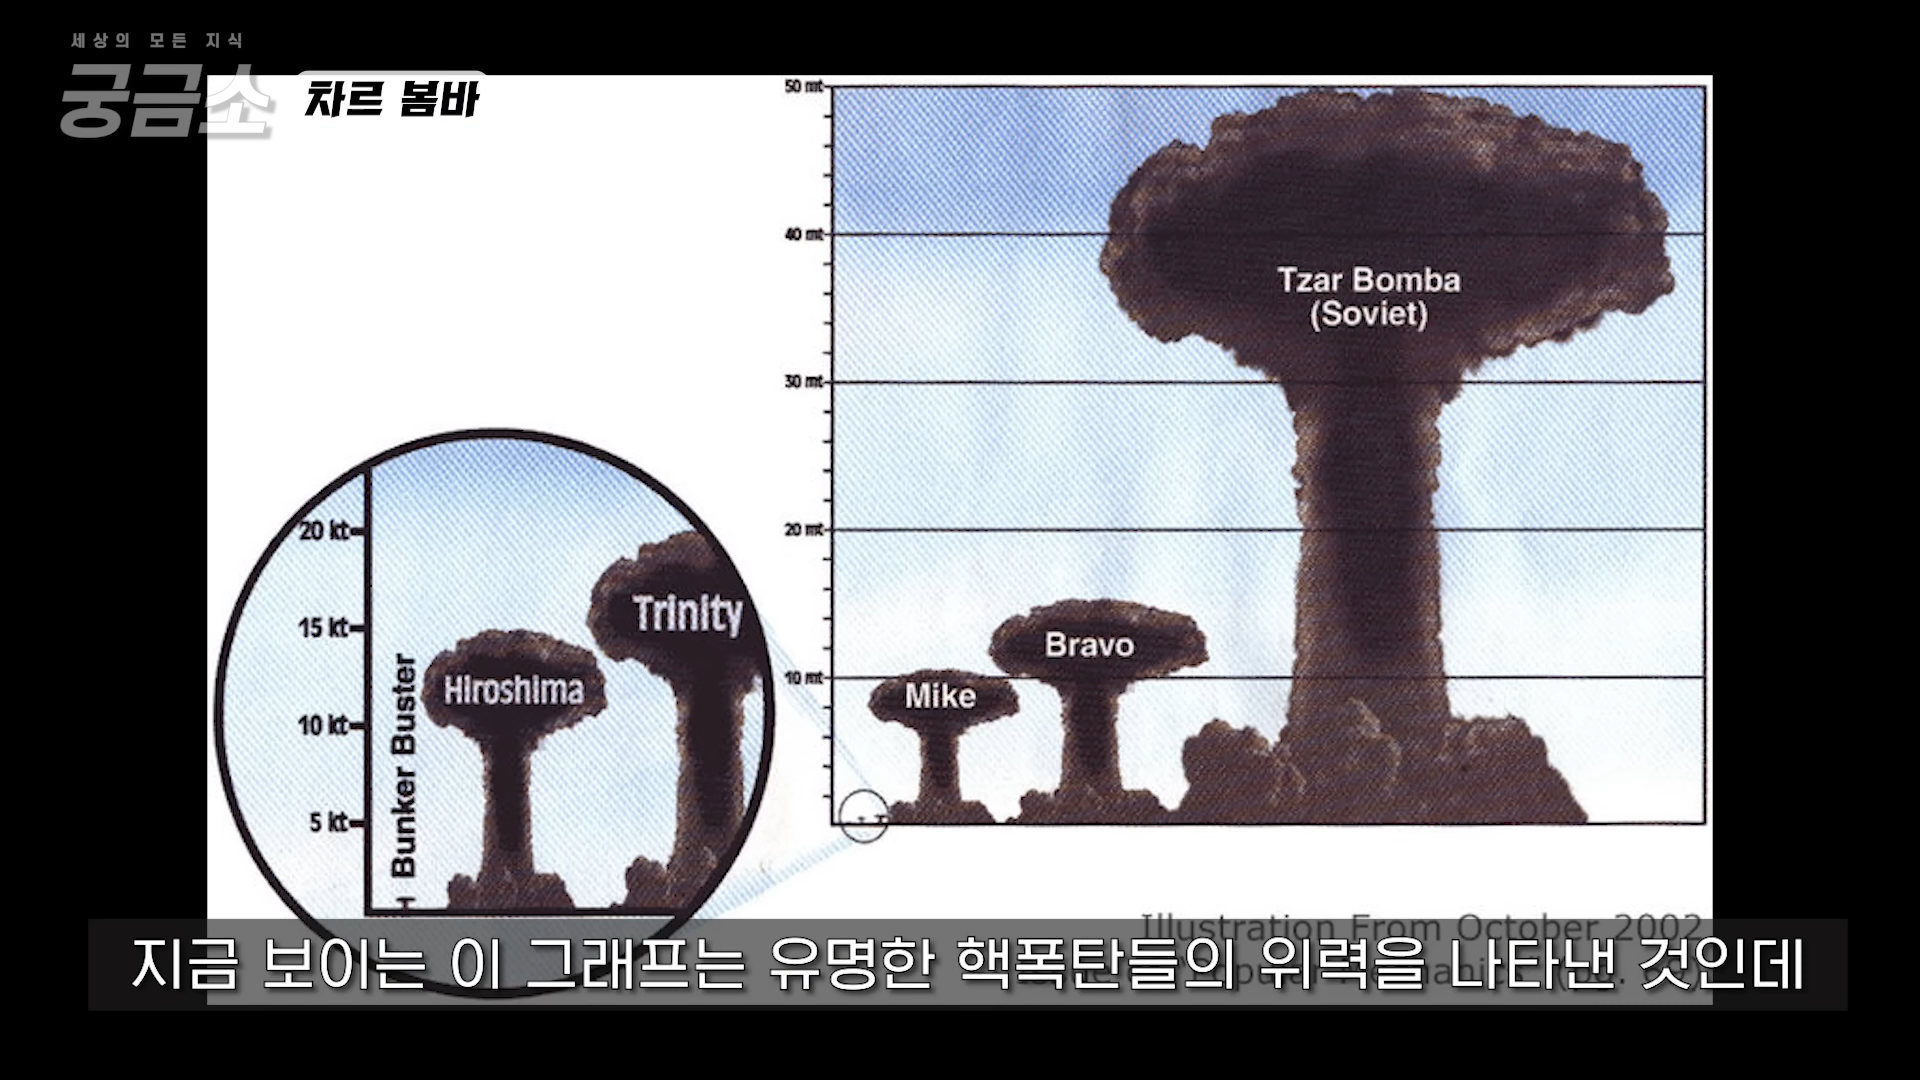 세상의 모든 지식
궁금소
차르 봄바
50 mt
40 mt
30 mt
20 mt
10 mt
Tzar Bomba
(Soviet)
Bravo
Mike
20 kt
15 kt
10 kt
5 kt
Trinity
Hiroshima
Bunker Buster
Illustration From October 2002
지금 보이는 이 그래프는 유명한 핵폭탄들의 위력을 나타낸 것인데